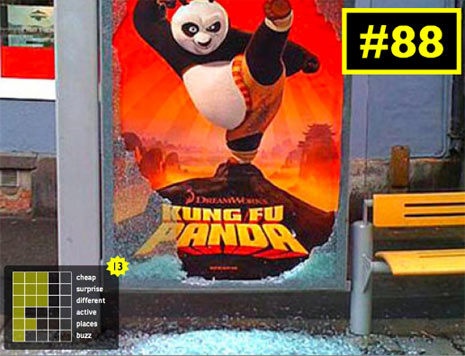 #88
DREAMWORKS
KUNG FU
PANDA
13
cheap
surprise
different
active
places
buzz